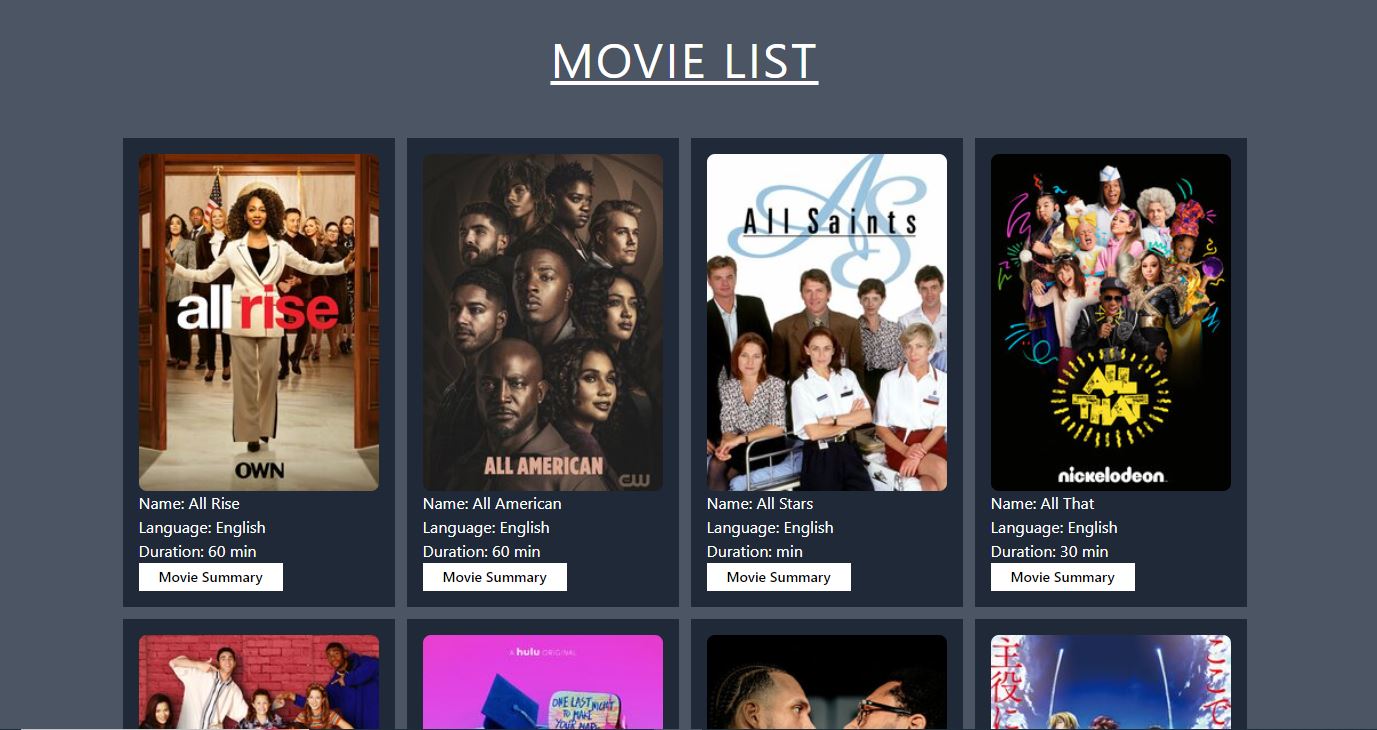 MOVIE LIST
all rise
OWN
ALL AMERICAN
CW
AS
All Saints
ALL
THAT
nickelodeon
Name: All Rise
Language: English
Duration: 60 min
Movie Summary
Name: All American
Language: English
Duration: 60 min
Movie Summary
Name: All Stars
Language: English
Duration: min
Movie Summary
Name: All That
Language: English
Duration: 30 min
Movie Summary
A hulu ORIGINAL
ONE LAST NIGHT
TO MAKE
YOUR MARK
主役に
ここで